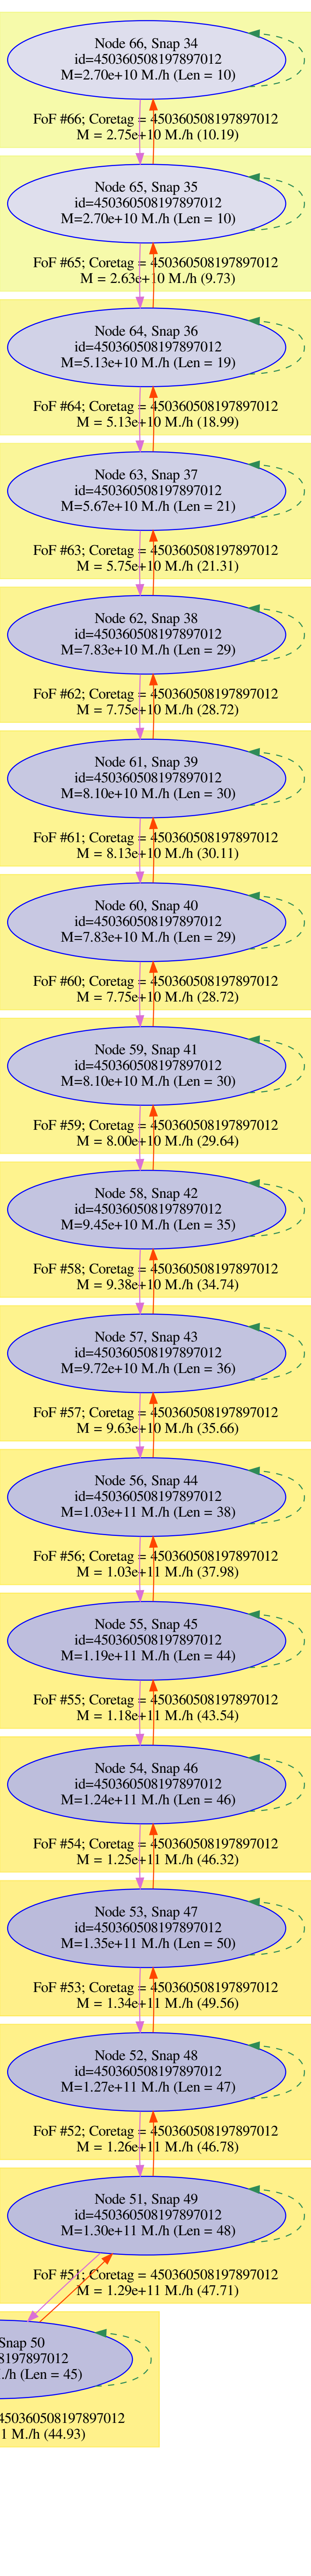 Node 66, Snap 34
id=450360508197897012
M=2.70e+10 M./h (Len = 10)
FoF #66; Coretag = 450360508197897012
M = 2.75e+10 M./h (10.19)
Node 65, Snap 35
id=450360508197897012
M=2.70e+10 M./h (Len = 10)
FoF #65; Coretag = 450360508197897012
M = 2.63e+10 M./h (9.73)
Node 64, Snap 36
id=450360508197897012
M=5.13e+10 M./h (Len = 19)
FoF #64; Coretag = 450360508197897012
M = 5.13e+10 M./h (18.99)
Node 63, Snap 37
id=450360508197897012
M=5.67e+10 M./h (Len = 21)
FoF #63; Coretag = 450360508197897012
M = 5.75e+10 M./h (21.31)
Node 62, Snap 38
id=450360508197897012
M=7.83e+10 M./h (Len = 29)
FoF #62; Coretag = 450360508197897012
M = 7.75e+10 M./h (28.72)
Node 61, Snap 39
id=450360508197897012
M=8.10e+10 M./h (Len = 30)
FoF #61; Coretag = 450360508197897012
M = 8.13e+10 M./h (30.11)
Node 60, Snap 40
id=450360508197897012
M=7.83e+10 M./h (Len = 29)
FoF #60; Coretag = 450360508197897012
M = 7.75e+10 M./h (28.72)
Node 59, Snap 41
id=450360508197897012
M=8.10e+10 M./h (Len = 30)
FoF #59; Coretag = 450360508197897012
M = 8.00e+10 M./h (29.64)
Node 58, Snap 42
id=450360508197897012
M=9.45e+10 M./h (Len = 35)
FoF #58; Coretag = 450360508197897012
M = 9.38e+10 M./h (34.74)
Node 57, Snap 43
id=450360508197897012
M=9.72e+10 M./h (Len = 36)
FoF #57; Coretag = 450360508197897012
M = 9.63e+10 M./h (35.66)
Node 56, Snap 44
id=450360508197897012
M=1.03e+11 M./h (Len = 38)
FoF #56; Coretag = 450360508197897012
M = 1.03e+11 M./h (37.98)
Node 55, Snap 45
id=450360508197897012
M=1.19e+11 M./h (Len = 44)
FoF #55; Coretag = 450360508197897012
M = 1.18e+11 M./h (43.54)
Node 54, Snap 46
id=450360508197897012
M=1.24e+11 M./h (Len = 46)
FoF #54; Coretag = 450360508197897012
M = 1.25e+11 M./h (46.32)
Node 53, Snap 47
id=450360508197897012
M=1.35e+11 M./h (Len = 50)
FoF #53; Coretag = 450360508197897012
M = 1.34e+11 M./h (49.56)
Node 52, Snap 48
id=450360508197897012
M=1.27e+11 M./h (Len = 47)
FoF #52; Coretag = 450360508197897012
M = 1.26e+11 M./h (46.78)
Node 51, Snap 49
id=450360508197897012
M=1.30e+11 M./h (Len = 48)
FoF #51; Coretag = 450360508197897012
M = 1.29e+11 M./h (47.71)
Snap 50
8197897012
./h (Len = 45)
450360508197897012
1 M./h (44.93)